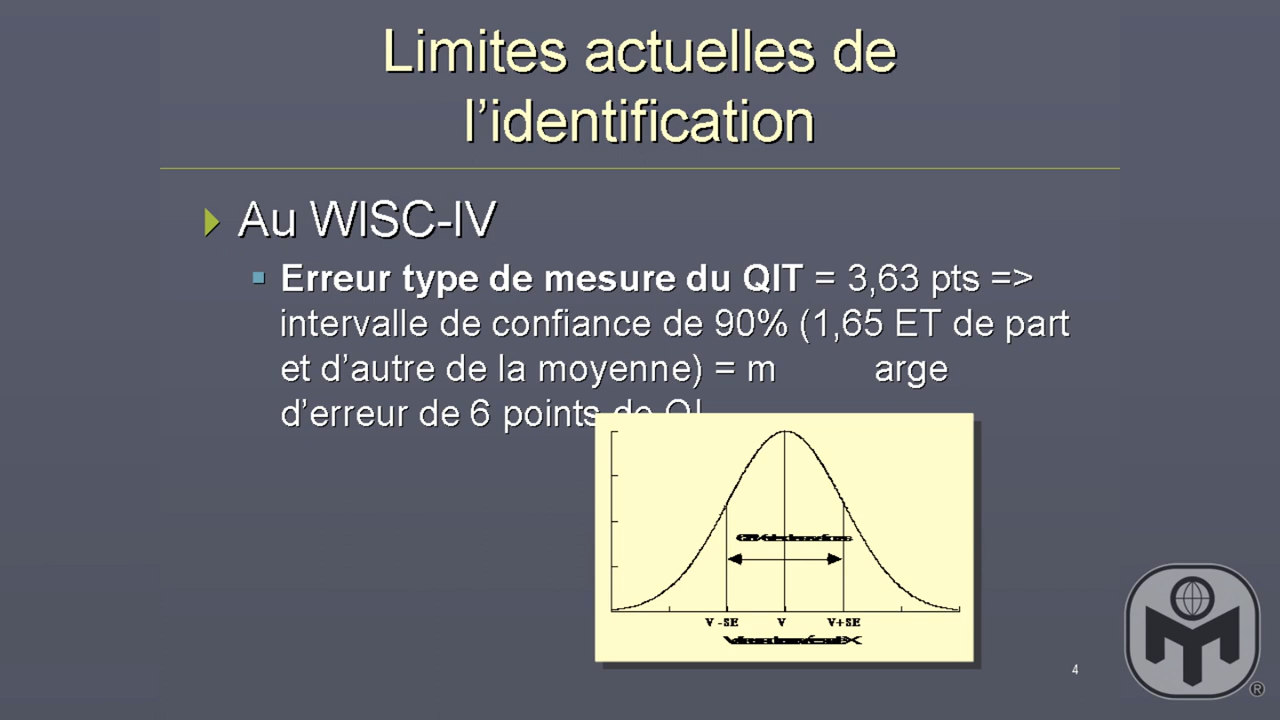 Limites actuelles de
l’identification
Au WISC-IV
Erreur type de mesure du QIT = 3,63 pts =>
intervalle de confiance de 90% (1,65 ET de part
et d’autre de la moyenne) = m arge
d’erreur de 6 points de QI
V -SE V V+SE
4
®